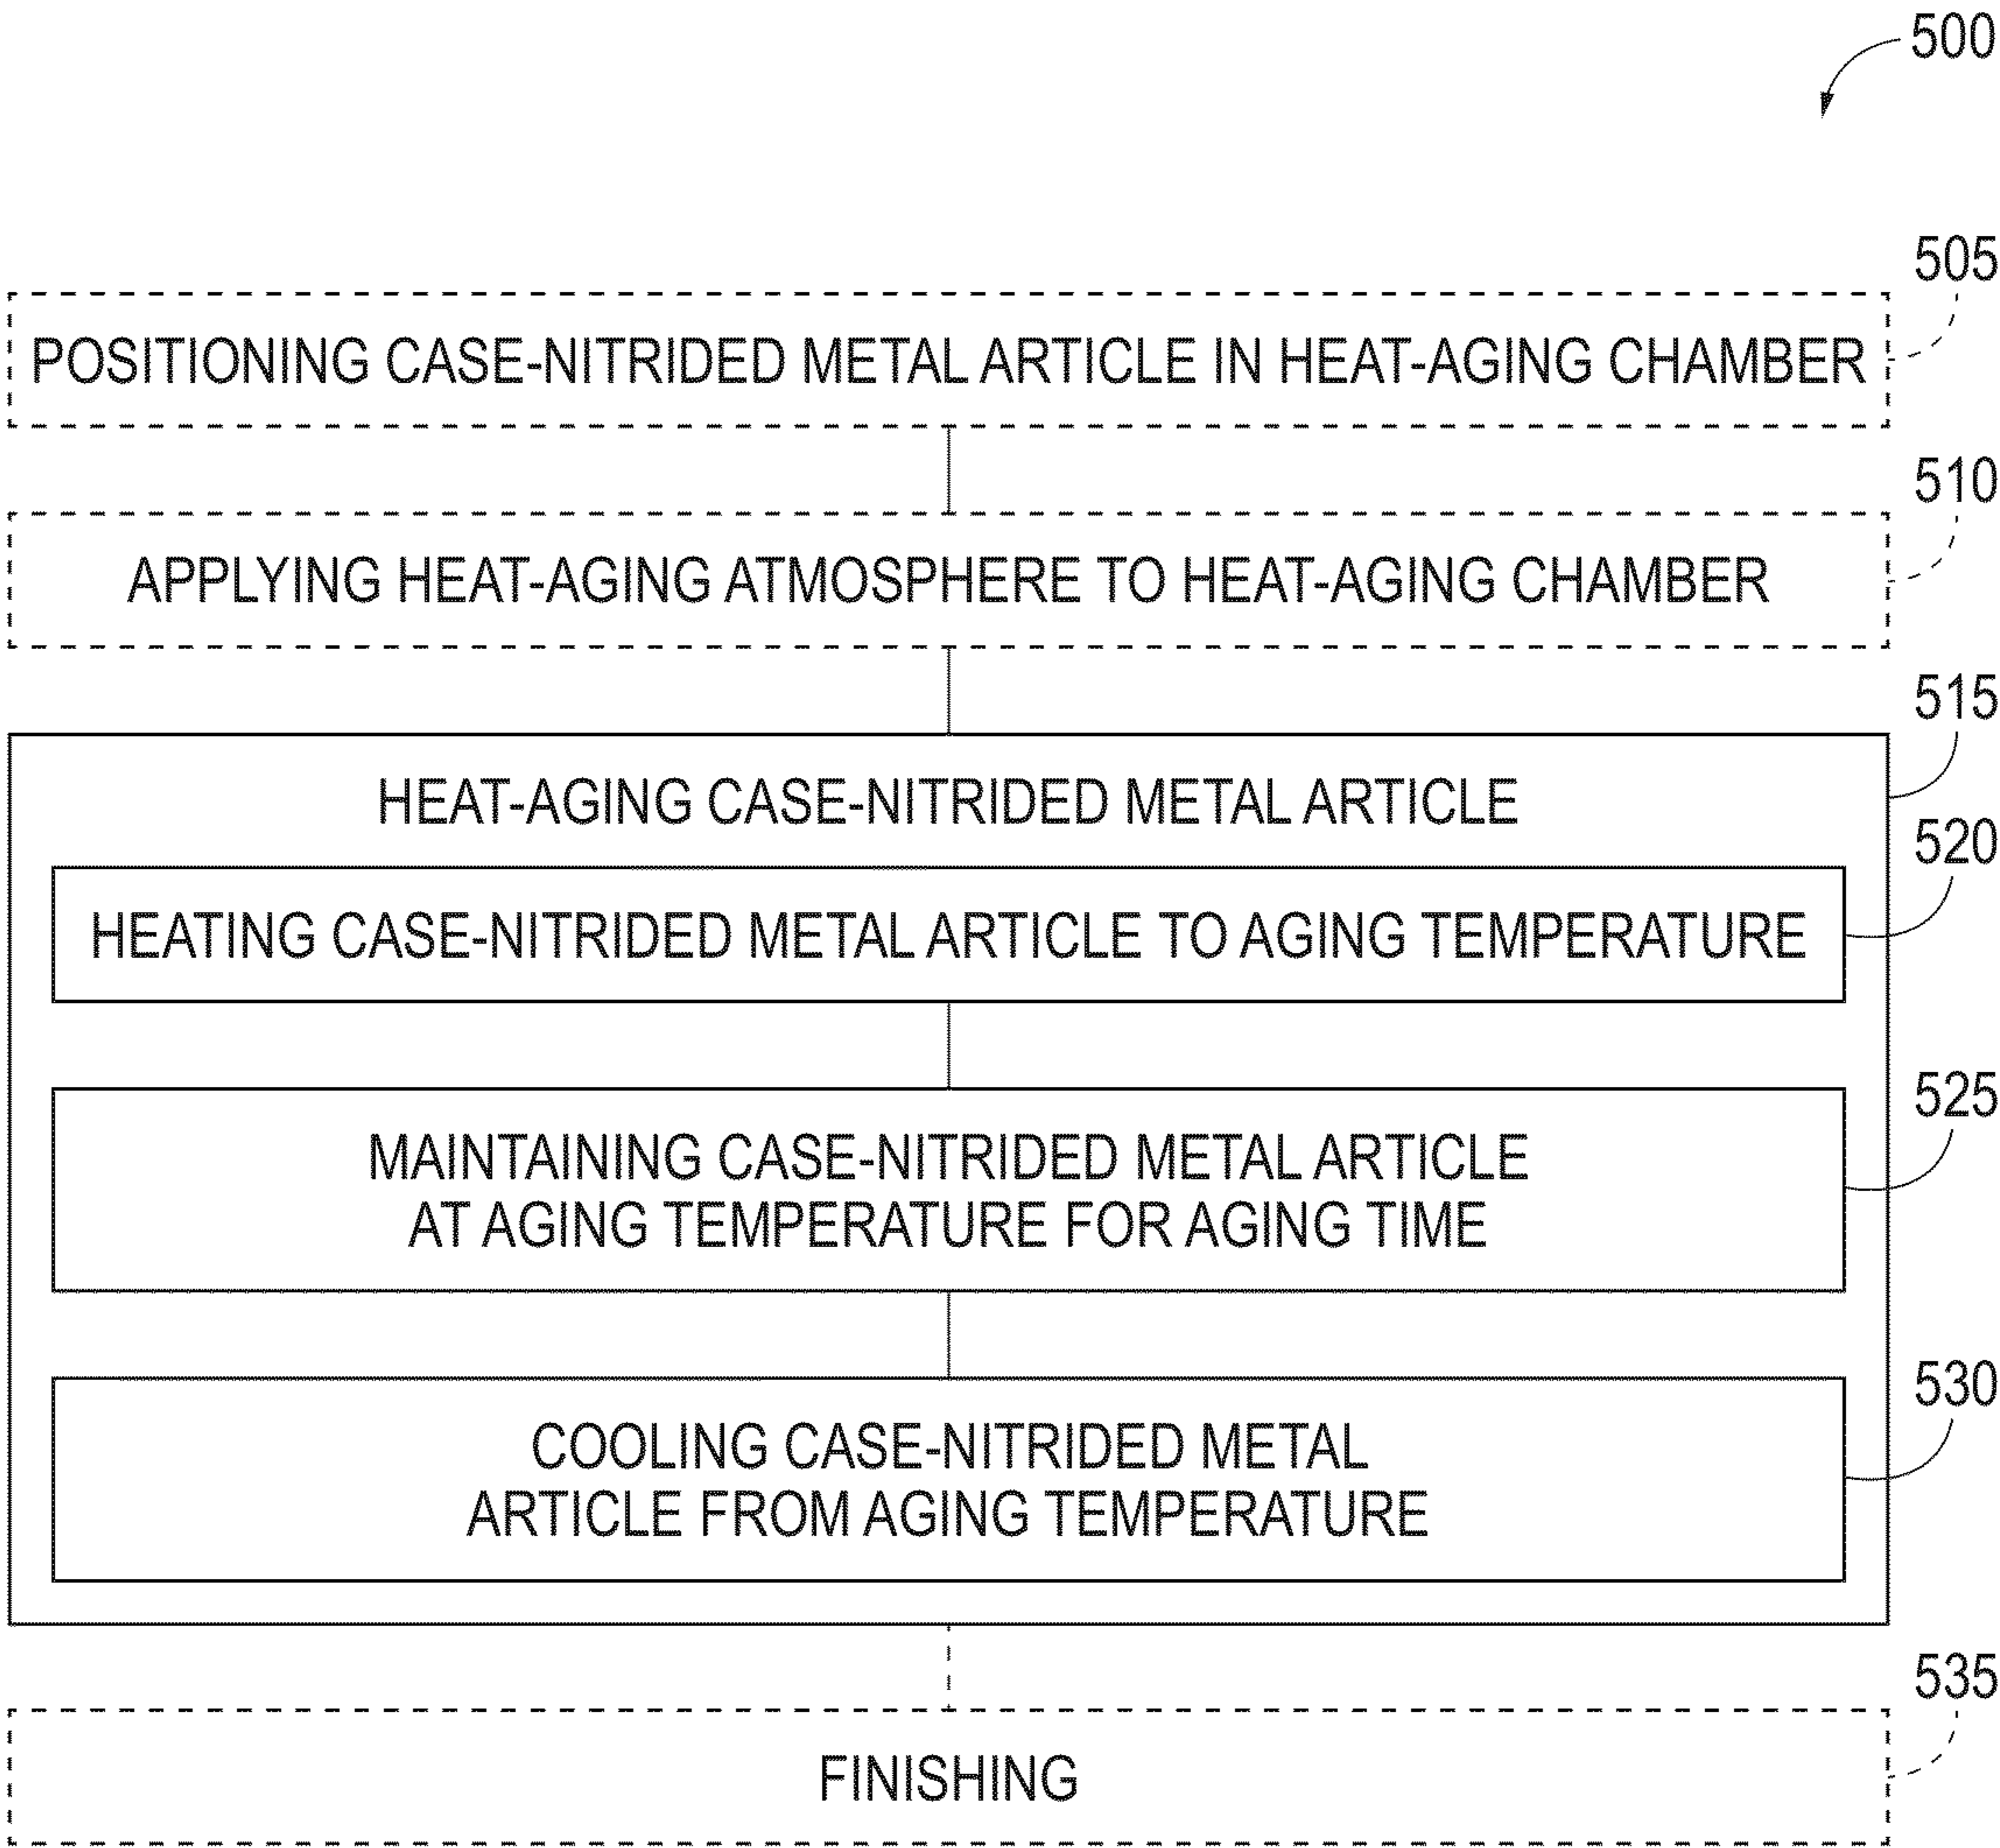 500
505
POSITIONING CASE-NITRIDED METAL ARTICLE IN HEAT-AGING CHAMBER
510
APPLYING HEAT-AGING ATMOSPHERE TO HEAT-AGING CHAMBER
515
HEAT-AGING CASE-NITRIDED METAL ARTICLE
520
HEATING CASE-NITRIDED METAL ARTICLE TO AGING TEMPERATURE
525
MAINTAINING CASE-NITRIDED METAL ARTICLE
AT AGING TEMPERATURE FOR AGING TIME
530
COOLING CASE-NITRIDED METAL
ARTICLE FROM AGING TEMPERATURE
535
FINISHING